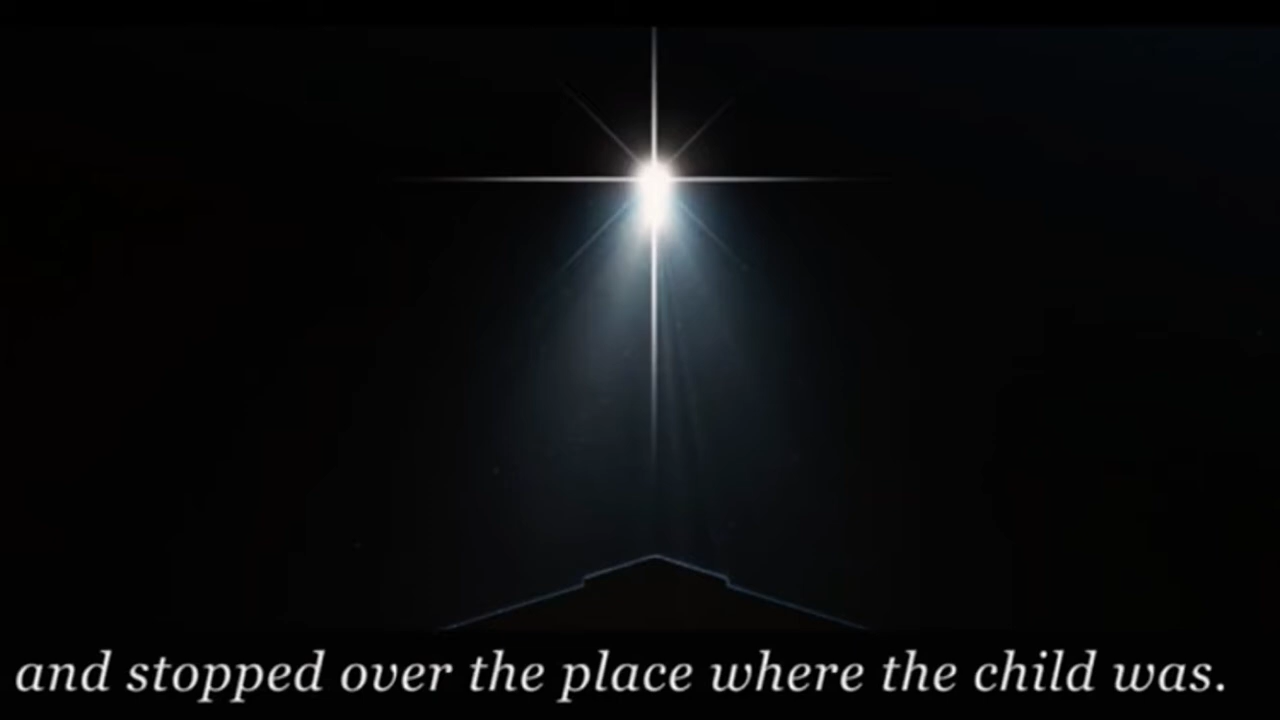 and stopped over the place where the child was.